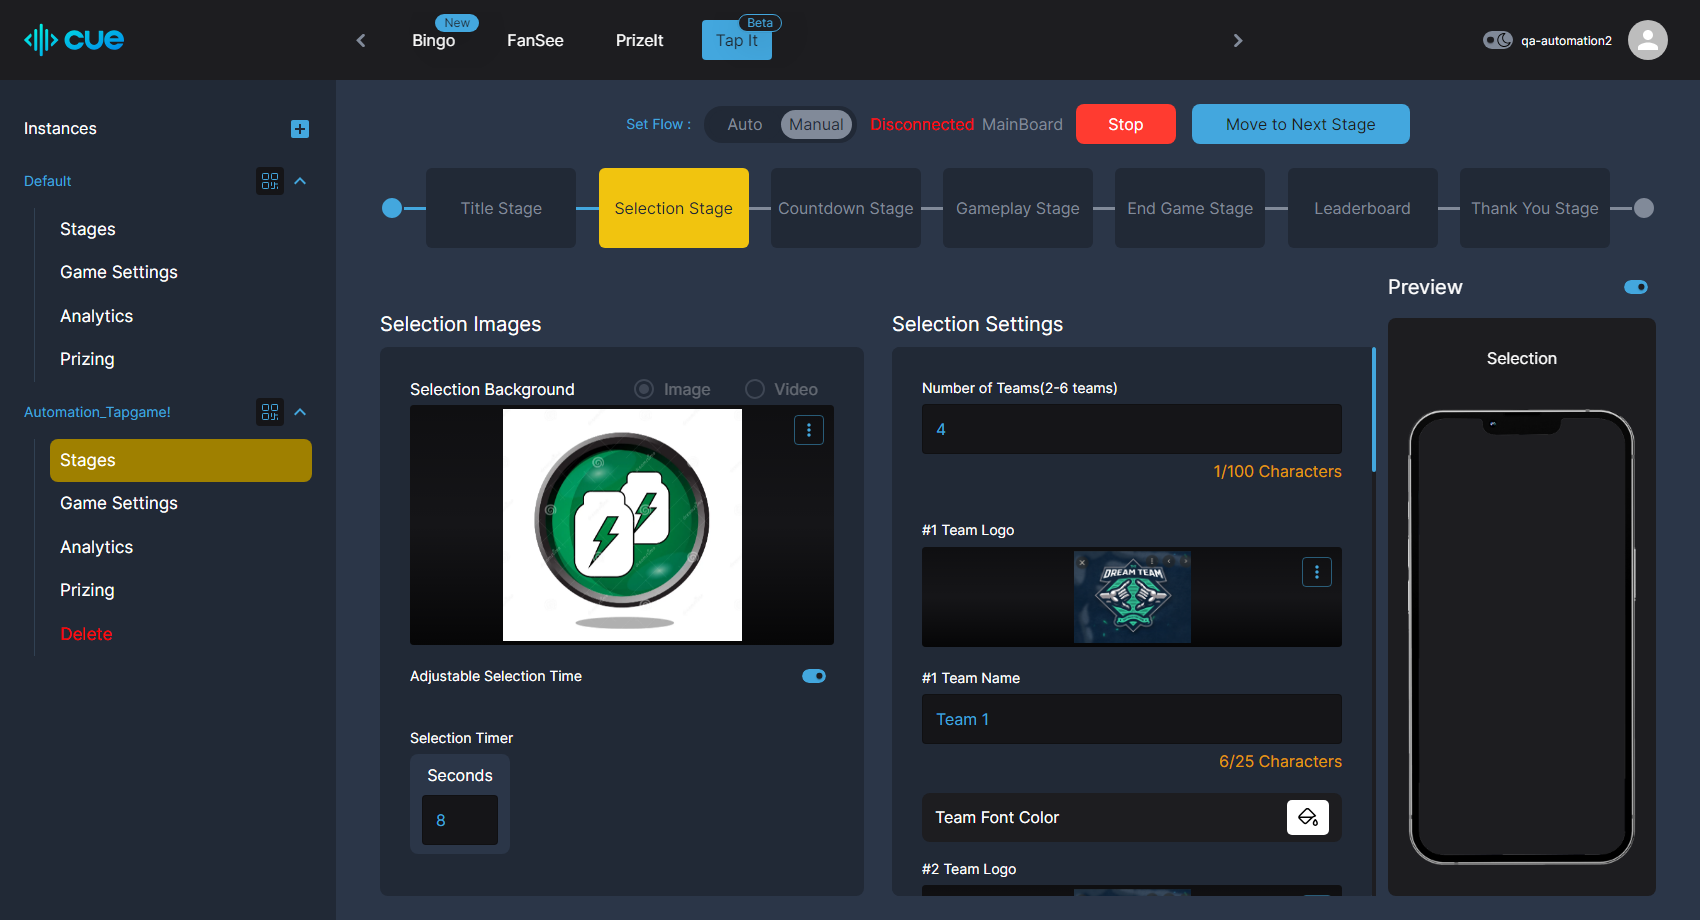 cue
New
Bingo
FanSee
PrizeIt
Beta
Tap It
qa-automation2
Instances
Default
Stages
Game Settings
Analytics
Prizing
Automation_Tapgame!
Stages
Game Settings
Analytics
Prizing
Delete
Set Flow :
Auto
Manual
Disconnected MainBoard
Stop
Move to Next Stage
Title Stage
Selection Stage
Countdown Stage
Gameplay Stage
End Game Stage
Leaderboard
Thank You Stage
Selection Images
Selection Background
Image
Video
Adjustable Selection Time
Selection Timer
Seconds
8
Selection Settings
Number of Teams(2-6 teams)
4
1/100 Characters
#1 Team Logo
DREAM TEAM
#1 Team Name
Team 1
6/25 Characters
Team Font Color
#2 Team Logo
Preview
Selection